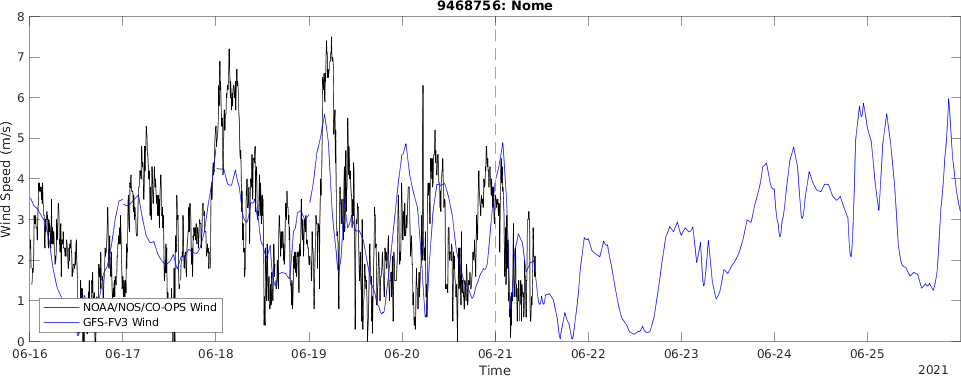 9468756: Nome
8
7
6
5
4
3
2
1
0
Wind Speed (m/s)
NOAA/NOS/CO-OPS Wind
GFS-FV3 Wind
06-16 06-17 06-18 06-19 06-20 06-21 06-22 06-23 06-24 06-25
Time
2021